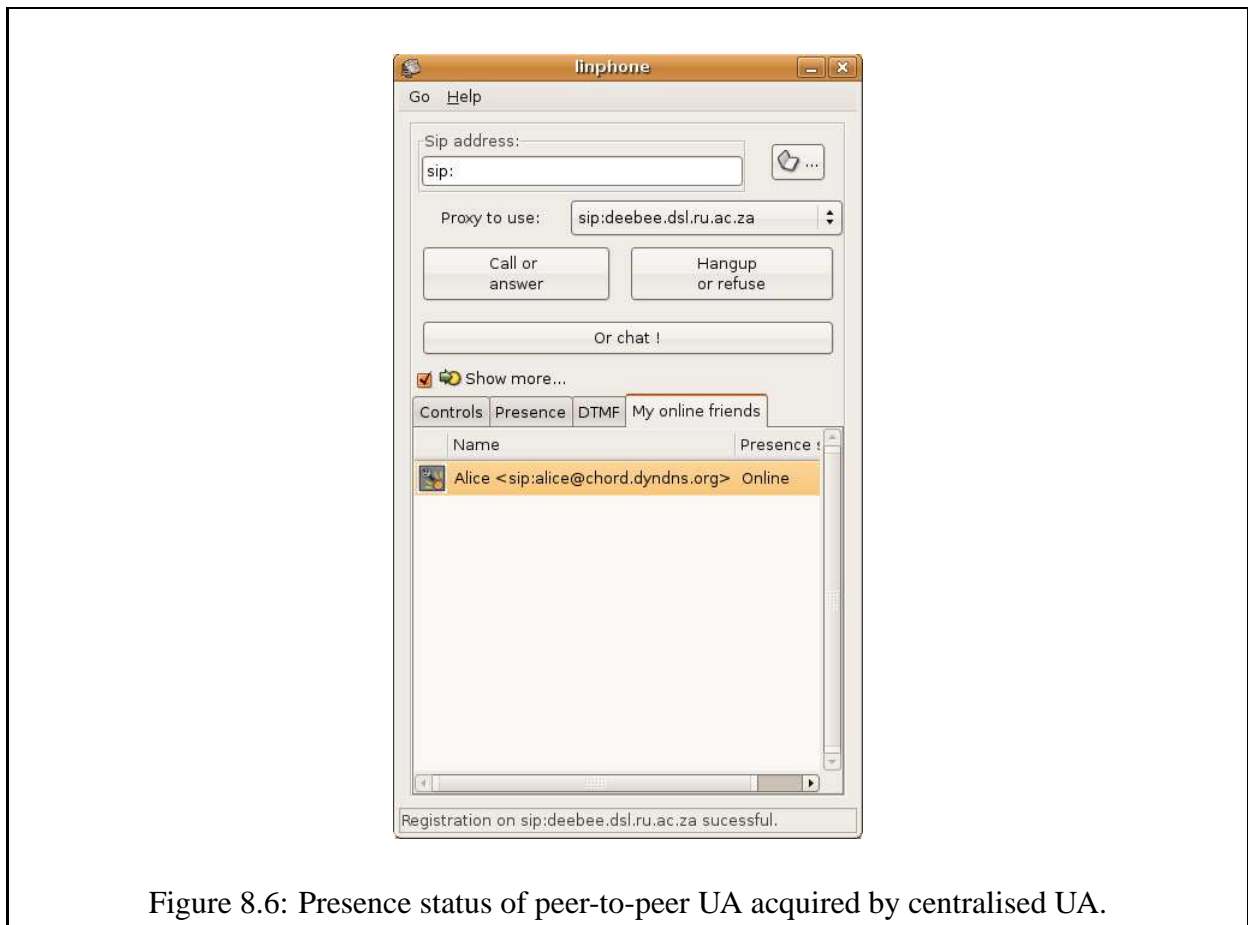 linphone
Go Help
Sip address:
sip:
...
Proxy to use: sip:deebee.dsl.ru.ac.za
Call or
answer
Hangup
or refuse
Or chat !
Show more...
Controls Presence DTMF My online friends
Name Presence
Alice <sip:alice@chord.dyndns.org> Online
Registration on sip:deebee.dsl.ru.ac.za sucessful.
Figure 8.6: Presence status of peer-to-peer UA acquired by centralised UA.